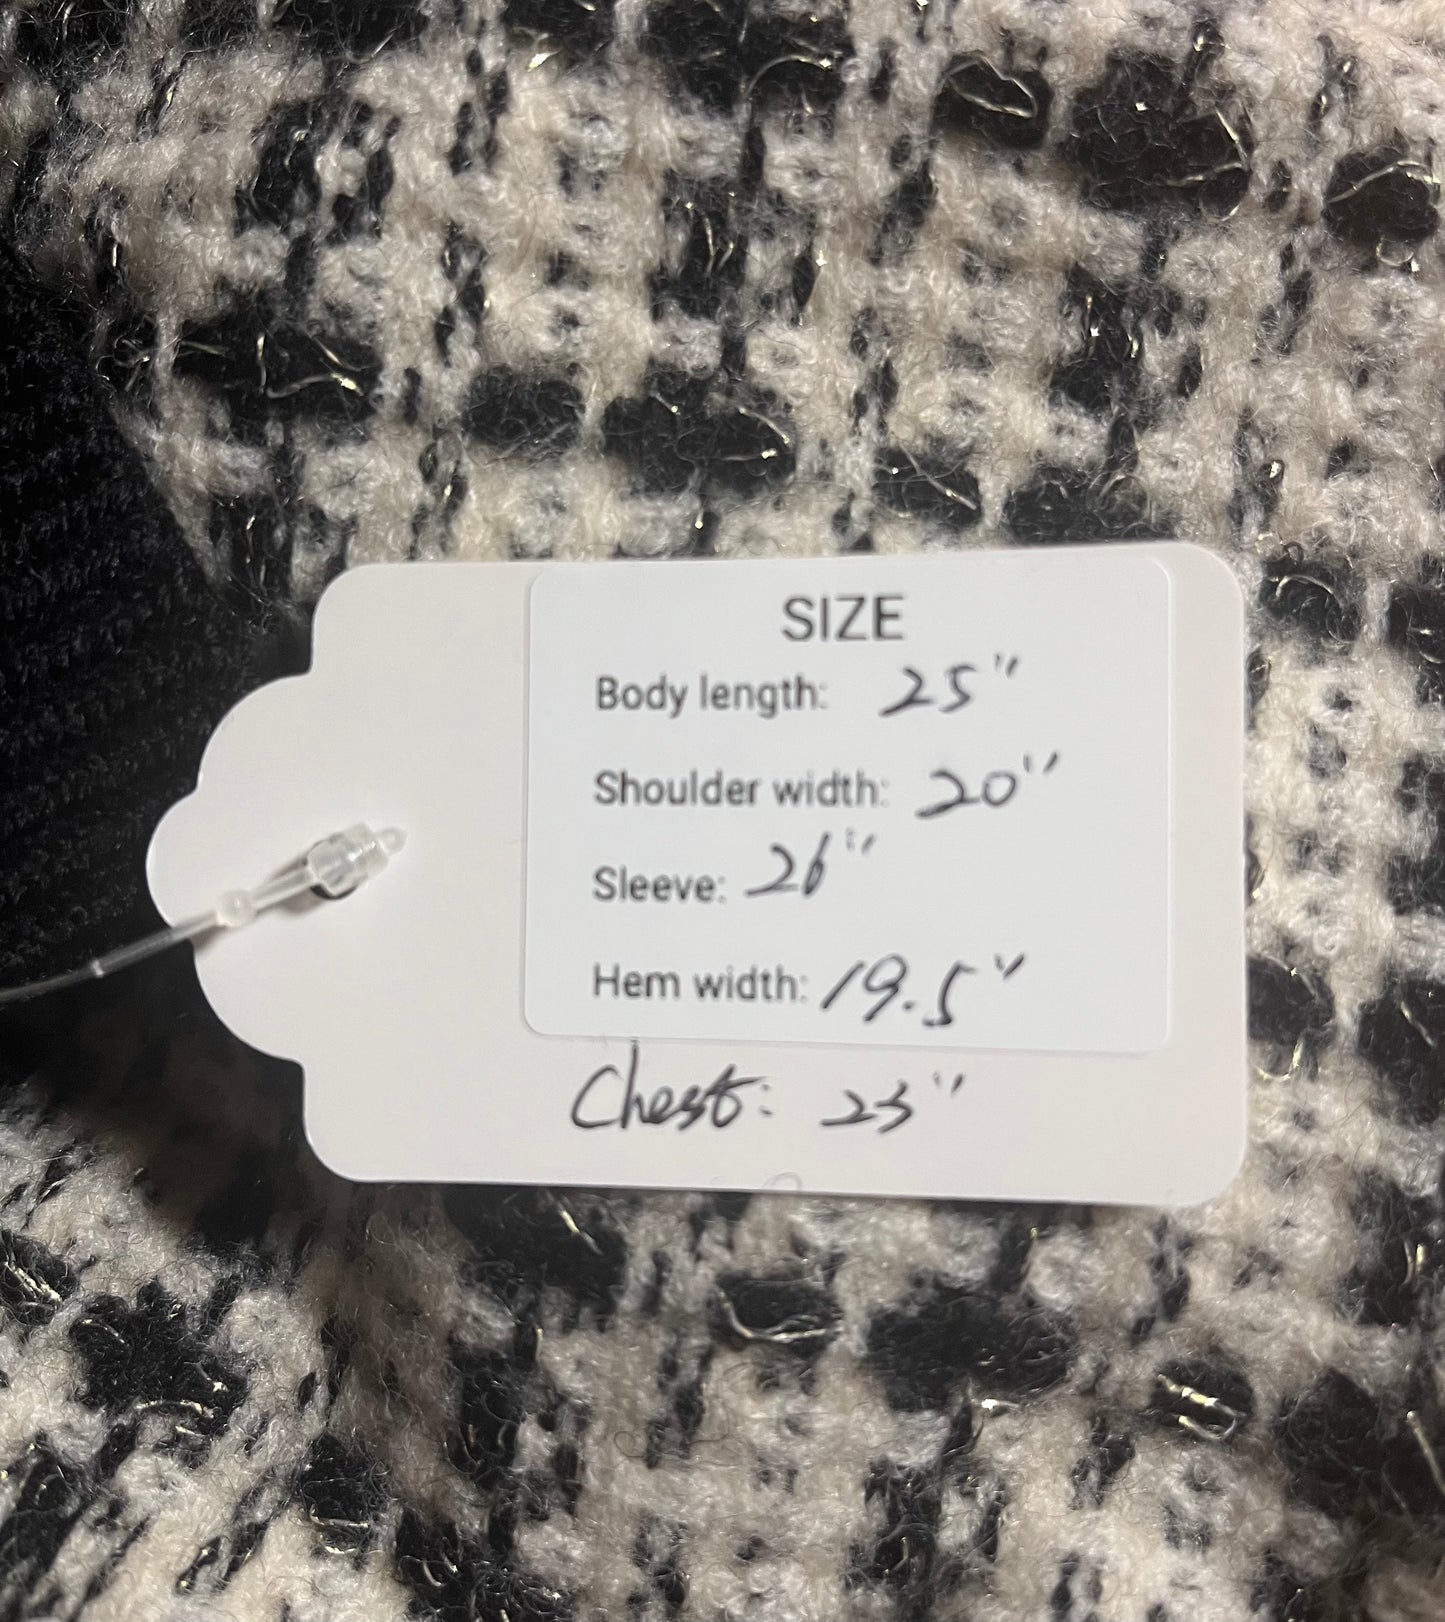 SIZE
Body length: 25"
Shoulder width: 20"
Sleeve: 26"
Hem width: 19.5"
Chest: 23"